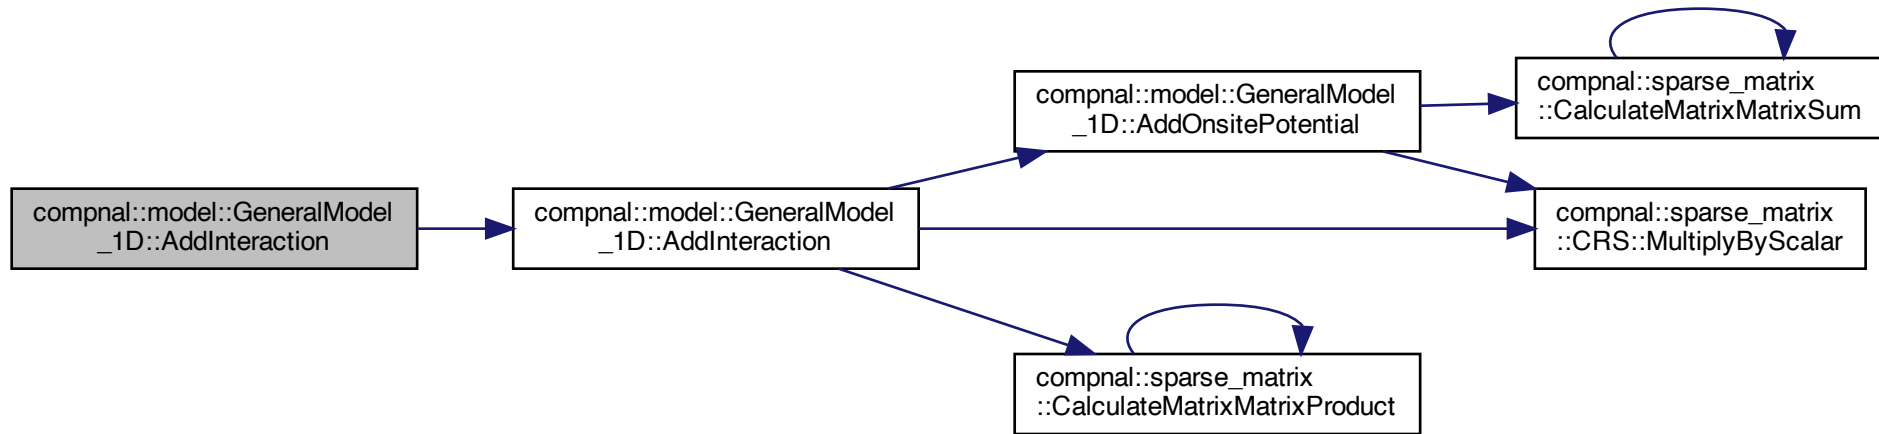 compnal::model::GeneralModel
_1D::AddInteraction
compnal::model::GeneralModel
_1D::AddInteraction
compnal::model::GeneralModel
_1D::AddOnsitePotential
compnal::sparse_matrix
::CalculateMatrixMatrixSum
compnal::sparse_matrix
::CRS::MultiplyByScalar
compnal::sparse_matrix
::CalculateMatrixMatrixProduct